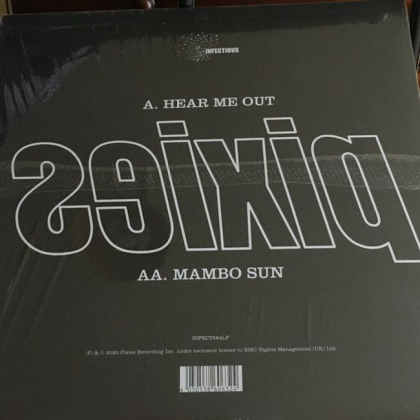 INFECTIOUS
A. HEAR ME OUT
pixies
AA. MAMBO SUN
(P) & © 2020 Pixies Recording Inc. under exclusive licence to BMG Rights Management (UK) Ltd.